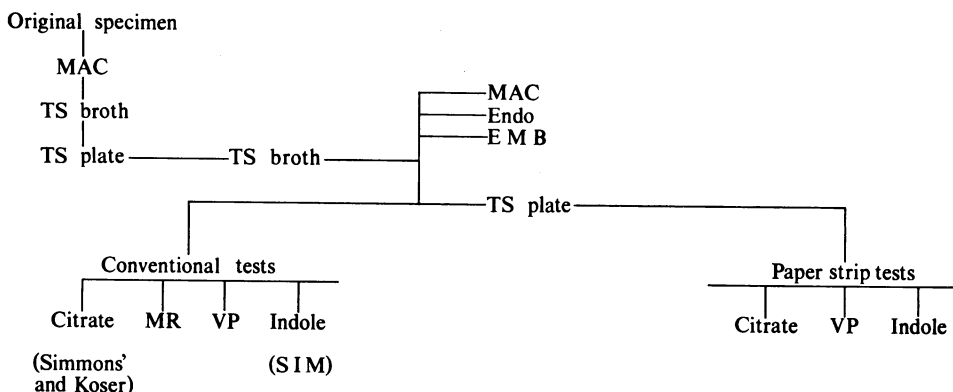 Original specimen
MAC
TS broth
TS plate
TS broth
MAC
Endo
E M B
TS plate
Conventional tests
Citrate MR VP Indole
(Simmons' and Koser)
(S I M)
Paper strip tests
Citrate VP Indole